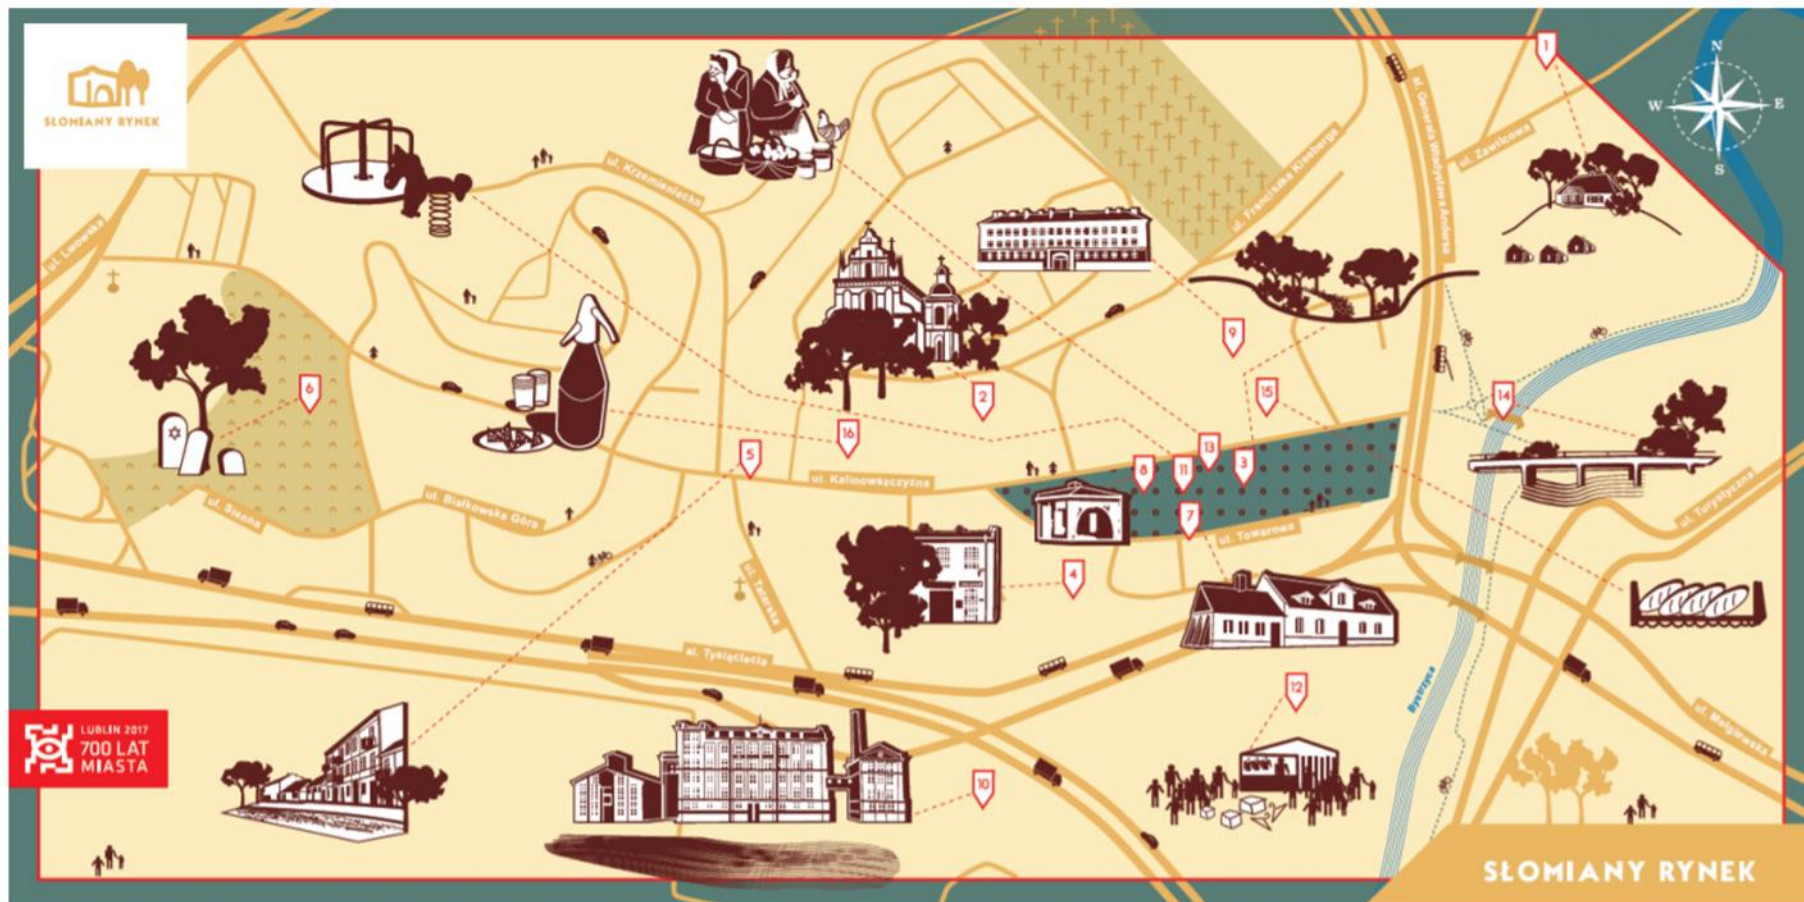 SŁOMIANY RYNEK
N
W
E
S
1
ul. Zawilcowa
al. Generała Władysława Andersa
ul. Franciszka Kleeberga
ul. Krzemieniecka
ul. Lwowska
9
6
2
15
14
16
5
13
8
11
3
7
ul. Kalinowszczyzna
ul. Sienna
ul. Białkowska Góra
ul. Towarowa
ul. Turystyczna
ul. Tatarska
4
al. Tysiąclecia
12
Bystrzyca
ul. Mełgiewska
LUBLIN 2017
700 LAT
MIASTA
10
SŁOMIANY RYNEK